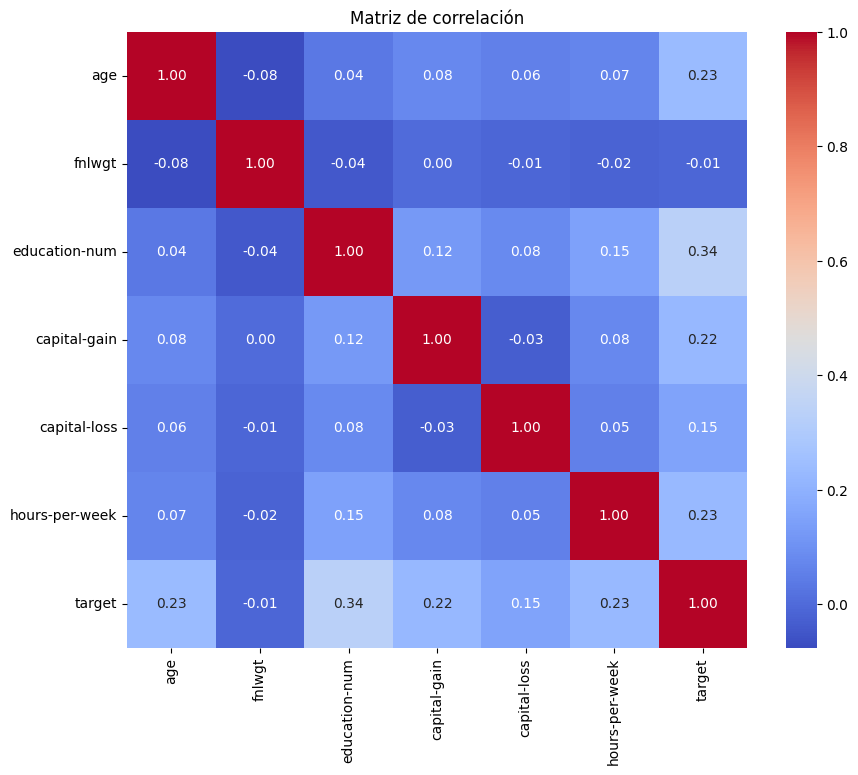 Matriz de correlación
age 1.00 -0.08 0.04 0.08 0.06 0.07 0.23
fnlwgt -0.08 1.00 -0.04 0.00 -0.01 -0.02 -0.01
education-num 0.04 -0.04 1.00 0.12 0.08 0.15 0.34
capital-gain 0.08 0.00 0.12 1.00 -0.03 0.08 0.22
capital-loss 0.06 -0.01 0.08 -0.03 1.00 0.05 0.15
hours-per-week 0.07 -0.02 0.15 0.08 0.05 1.00 0.23
target 0.23 -0.01 0.34 0.22 0.15 0.23 1.00
age
fnlwgt
education-num
capital-gain
capital-loss
hours-per-week
target
1.0
0.8
0.6
0.4
0.2
0.0